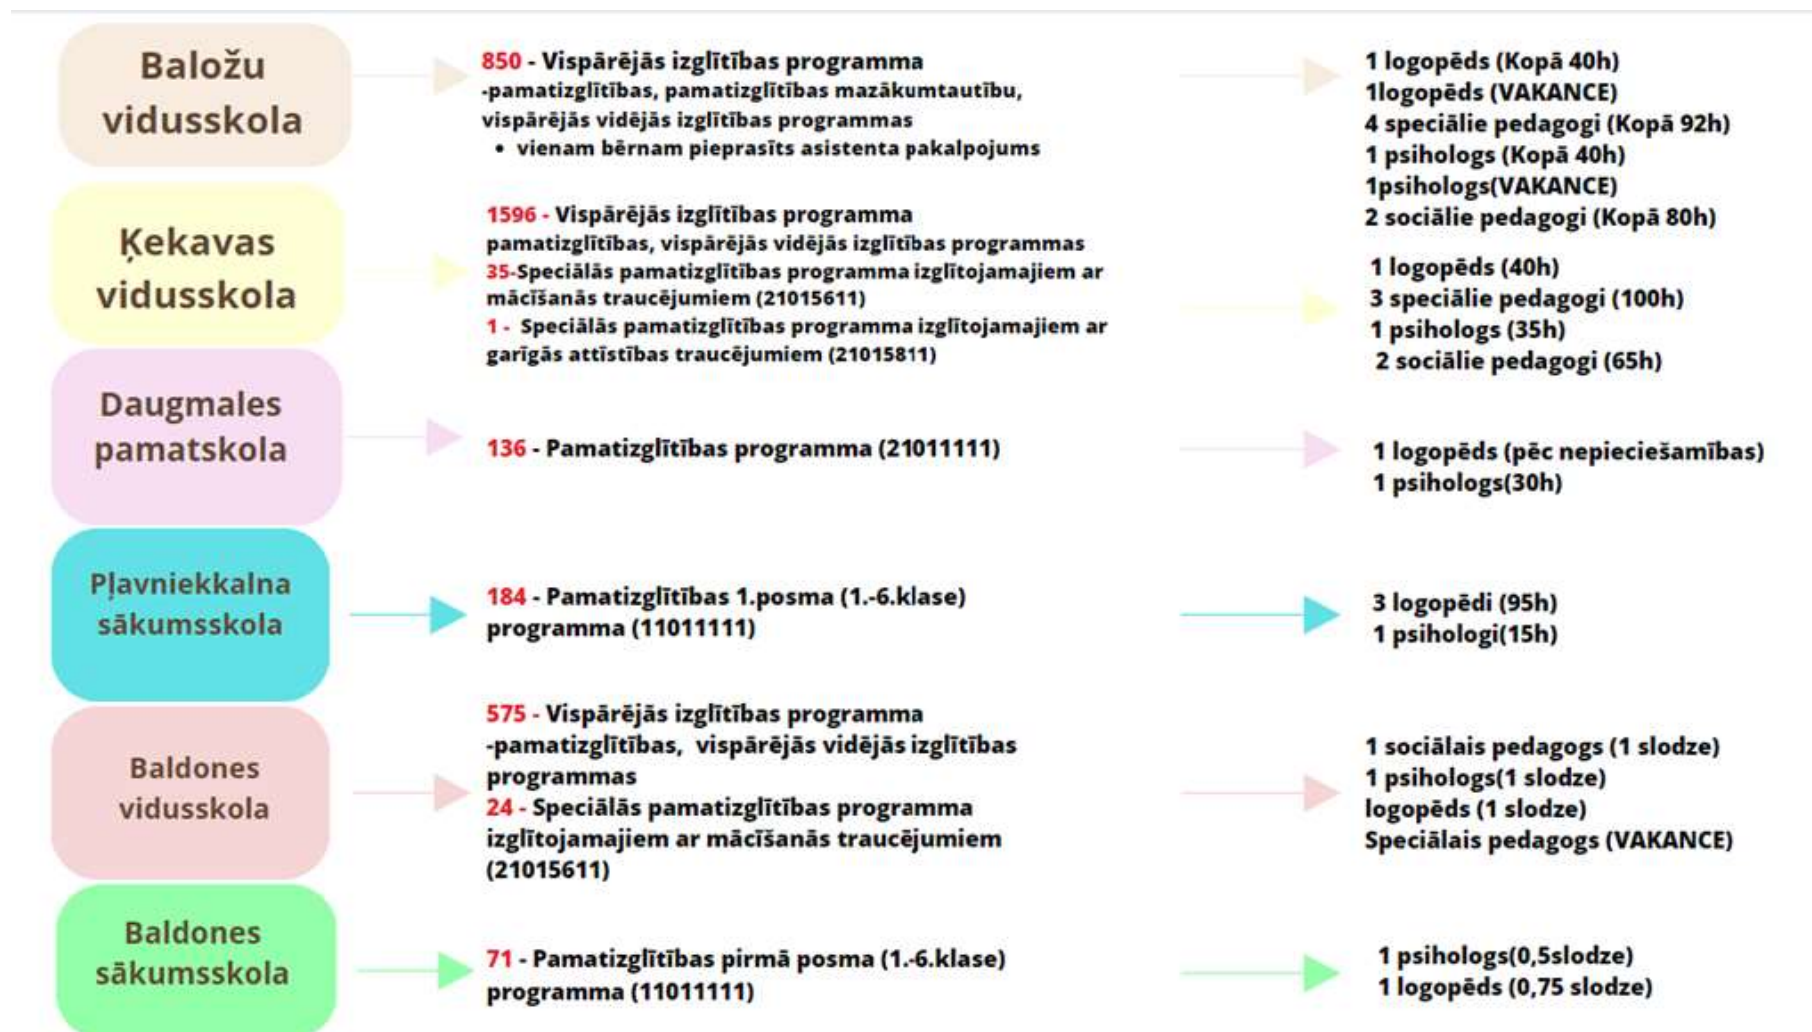 Baložu
vidusskola
850 - Vispārējās izglītības programma
-pamatizglītības, pamatizglītības mazākumtautību,
vispārējās vidējās izglītības programmas
• vienam bērnam pieprasīts asistenta pakalpojums
1 logopēds (Kopā 40h)
1logopēds (VAKANCE)
4 speciālie pedagogi (Kopā 92h)
1 psihologs (Kopā 40h)
1psihologs(VAKANCE)
2 sociālie pedagogi (Kopā 80h)
Ķekavas
vidusskola
1596 - Vispārējās izglītības programma
pamatizglītības, vispārējās vidējās izglītības programmas
35-Speciālās pamatizglītības programma izglītojamajiem ar
mācīšanās traucējumiem (21015611)
1 - Speciālās pamatizglītības programma izglītojamajiem ar
garīgās attīstības traucējumiem (21015811)
1 logopēds (40h)
3 speciālie pedagogi (100h)
1 psihologs (35h)
2 sociālie pedagogi (65h)
Daugmales
pamatskola
136 - Pamatizglītības programma (21011111)
1 logopēds (pēc nepieciešamības)
1 psihologs(30h)
Pļavniekkalna
sākumsskola
184 - Pamatizglītības 1.posma (1.-6.klase)
programma (11011111)
3 logopēdi (95h)
1 psihologi(15h)
Baldones
vidusskola
575 - Vispārējās izglītības programma
-pamatizglītības, vispārējās vidējās izglītības
programmas
24 - Speciālās pamatizglītības programma
izglītojamajiem ar mācīšanās traucējumiem
(21015611)
1 sociālais pedagogs (1 slodze)
1 psihologs(1 slodze)
logopēds (1 slodze)
Speciālais pedagogs (VAKANCE)
Baldones
sākumsskola
71 - Pamatizglītības pirmā posma (1.-6.klase)
programma (11011111)
1 psihologs(0,5slodze)
1 logopēds (0,75 slodze)